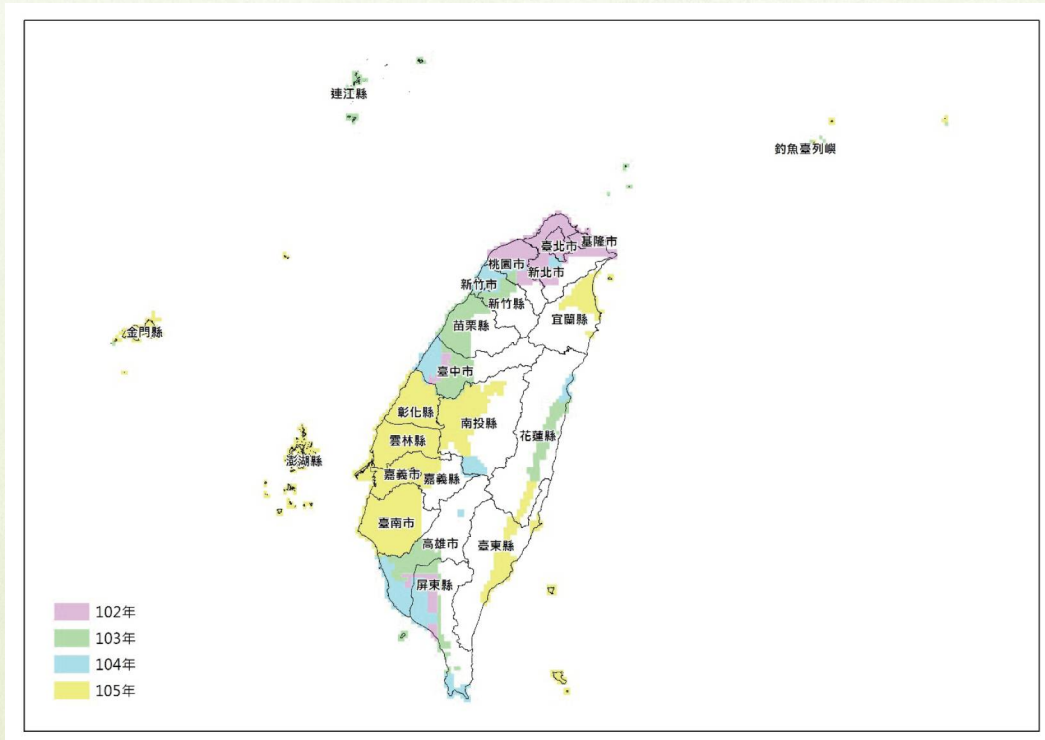 連江縣
釣魚臺列嶼
基隆市
臺北市
桃園市
新北市
新竹市
新竹縣
宜蘭縣
苗栗縣
金門縣
臺中市
彰化縣
南投縣
雲林縣
花蓮縣
澎湖縣
嘉義市
嘉義縣
臺南市
高雄市
臺東縣
屏東縣
102年
103年
104年
105年